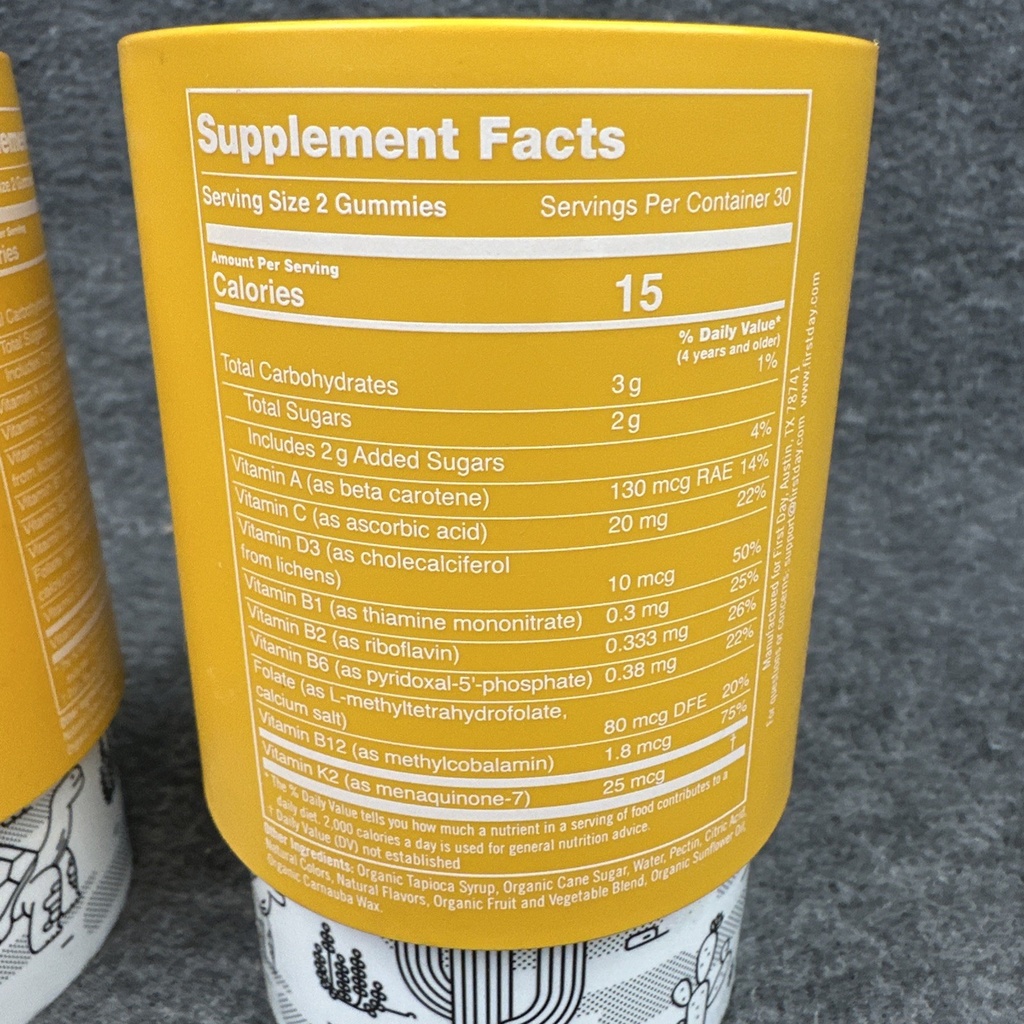 Supplement Facts
Serving Size 2 Gummies Servings Per Container 30
Amount Per Serving
Calories 15
% Daily Value*
(4 years and older)
Total Carbohydrates 3 g 1%
Total Sugars 2 g
Includes 2 g Added Sugars 4%
Vitamin A (as beta carotene) 130 mcg RAE 14%
Vitamin C (as ascorbic acid) 20 mg 22%
Vitamin D3 (as cholecalciferol
from lichens) 10 mcg 50%
Vitamin B1 (as thiamine mononitrate) 0.3 mg 25%
Vitamin B2 (as riboflavin) 0.333 mg 26%
Vitamin B6 (as pyridoxal-5'-phosphate) 0.38 mg 22%
Folate (as L-methyltetrahydrofolate,
calcium salt) 80 mcg DFE 20%
Vitamin B12 (as methylcobalamin) 1.8 mcg 75%
Vitamin K2 (as menaquinone-7) 25 mcg †
* The % Daily Value tells you how much a nutrient in a serving of food contributes to a
daily diet. 2,000 calories a day is used for general nutrition advice.
† Daily Value (DV) not established
Other Ingredients: Organic Tapioca Syrup, Organic Cane Sugar, Water, Pectin, Citric Acid,
Natural Colors, Natural Flavors, Organic Fruit and Vegetable Blend, Organic Sunflower Oil,
Organic Carnauba Wax.
Manufactured for First Day, Austin, TX 78741
For questions or concerns: support@firstday.com www.firstday.com